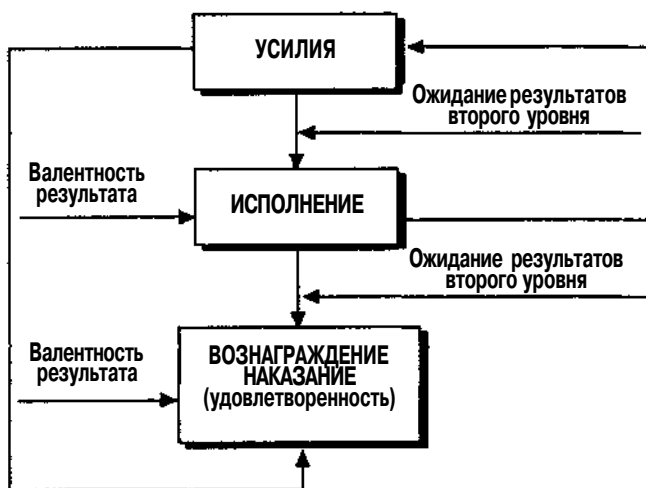 УСИЛИЯ
Ожидание результатов
второго уровня
Валентность
результата
ИСПОЛНЕНИЕ
Ожидание результатов
второго уровня
Валентность
результата
ВОЗНАГРАЖДЕНИЕ
НАКАЗАНИЕ
(удовлетворенность)